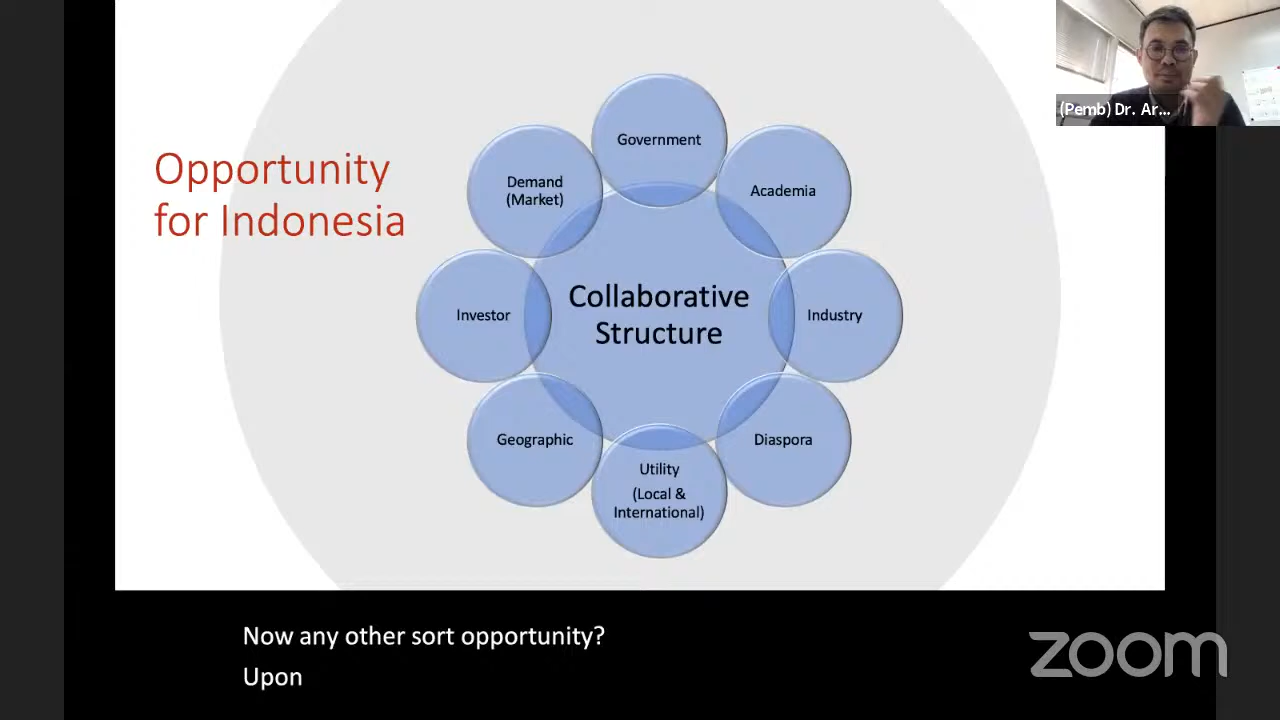 (Pemb) Dr. Ar...
Opportunity
for Indonesia
Government
Academia
Industry
Diaspora
Utility
(Local &
International)
Geographic
Investor
Demand
(Market)
Collaborative
Structure
Now any other sort opportunity?
Upon
zoom